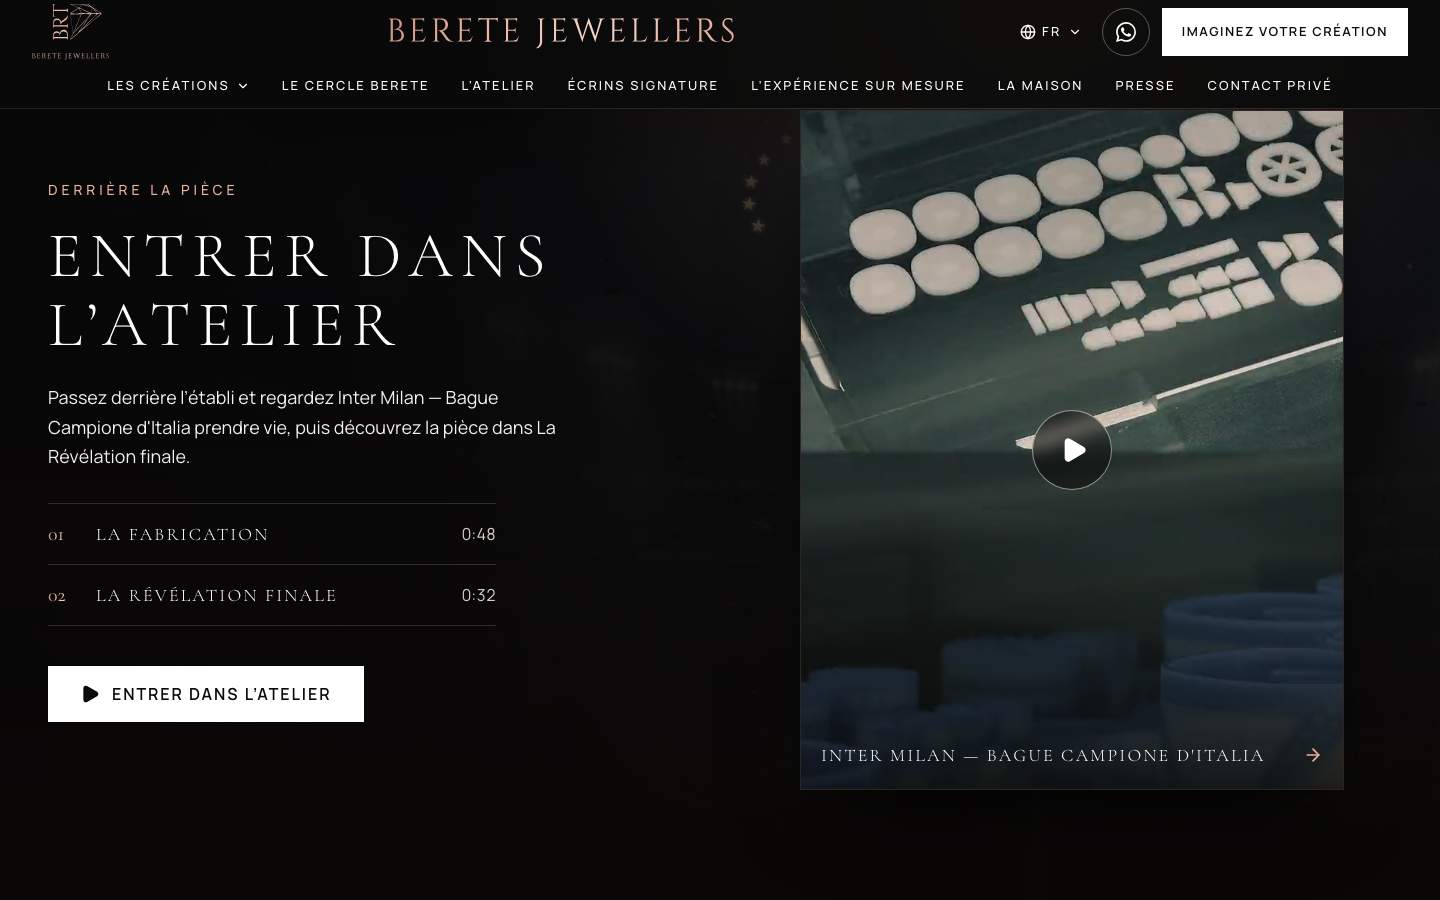 BRT
BERETE JEWELLERS
BERETE JEWELLERS
FR
IMAGINEZ VOTRE CRÉATION
LES CRÉATIONS
LE CERCLE BERETE
L'ATELIER
ÉCRINS SIGNATURE
L'EXPÉRIENCE SUR MESURE
LA MAISON
PRESSE
CONTACT PRIVÉ
DERRIÈRE LA PIÈCE
ENTRER DANS
L’ATELIER
Passez derrière l’établi et regardez Inter Milan — Bague
Campione d'Italia prendre vie, puis découvrez la pièce dans La
Révélation finale.
01 LA FABRICATION 0:48
02 LA RÉVÉLATION FINALE 0:32
ENTRER DANS L’ATELIER
INTER MILAN — BAGUE CAMPIONE D'ITALIA